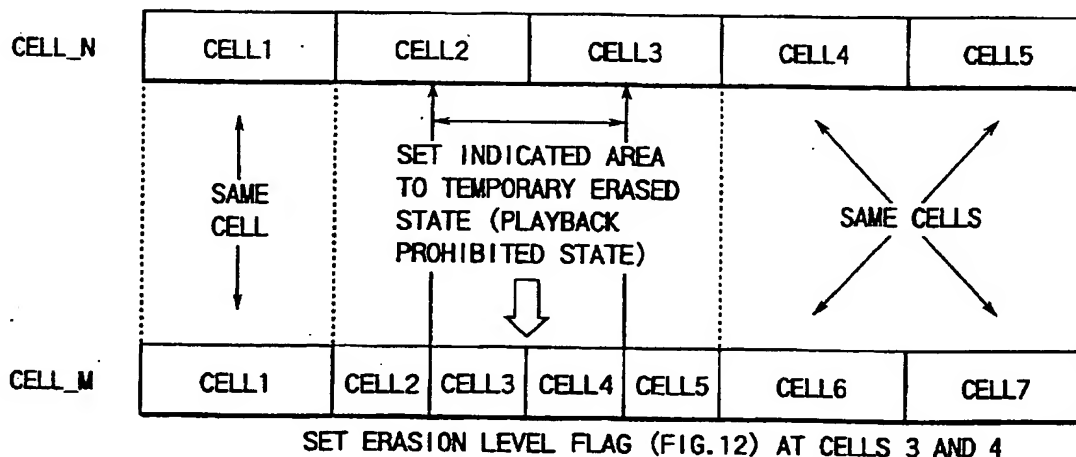 CELL_N CELL1 CELL2 CELL3 CELL4 CELL5
SET INDICATED AREA
TO TEMPORARY ERASED
STATE (PLAYBACK
PROHIBITED STATE)
SAME
CELL
SAME CELLS
CELL_M CELL1 CELL2 CELL3 CELL4 CELL5 CELL6 CELL7
SET ERASION LEVEL FLAG (FIG.12) AT CELLS 3 AND 4